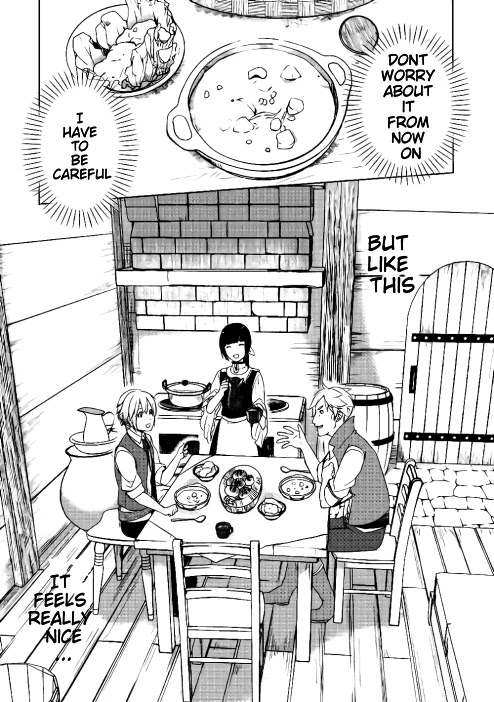 DONT
WORRY
ABOUT
IT
FROM
NOW
ON
I
HAVE
TO
BE
CAREFUL
BUT
LIKE
THIS
IT
FEELS
REALLY
NICE
...